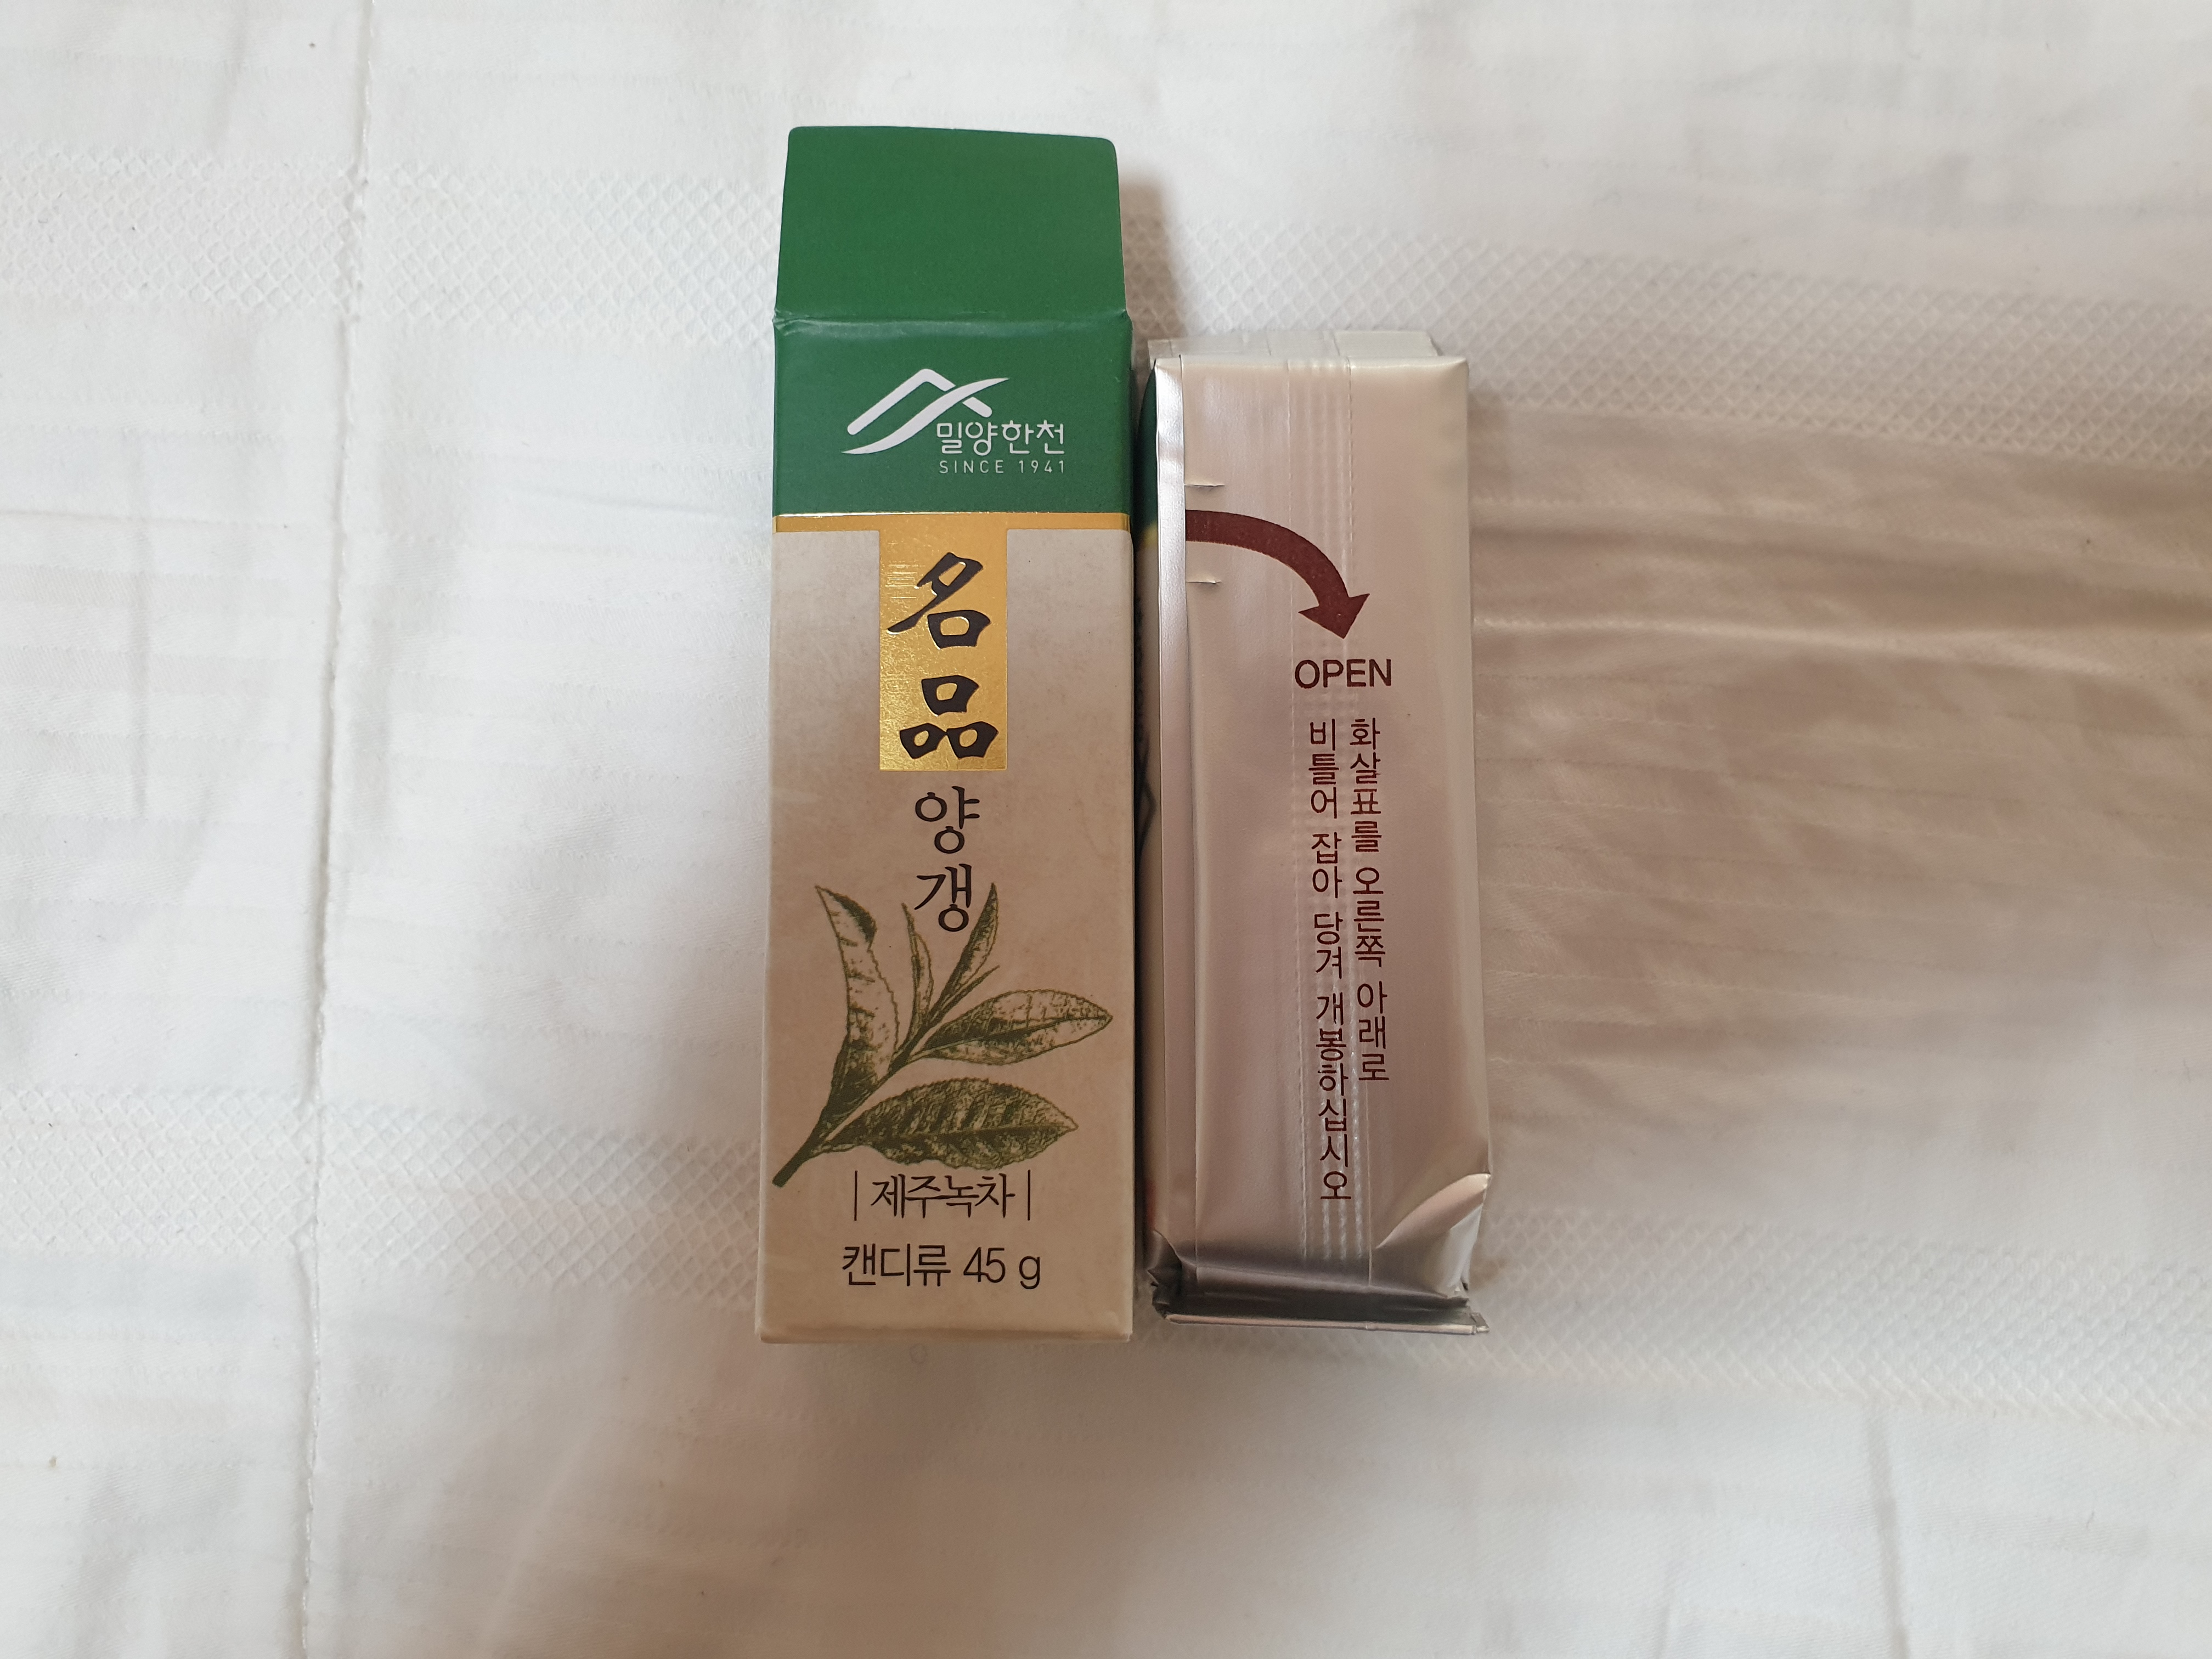 밀양한천
SINCE 1941
名品
양갱
제주녹차
캔디류 45 g
OPEN
화살표를 오른쪽 아래로
비틀어 잡아 당겨 개봉하십시오